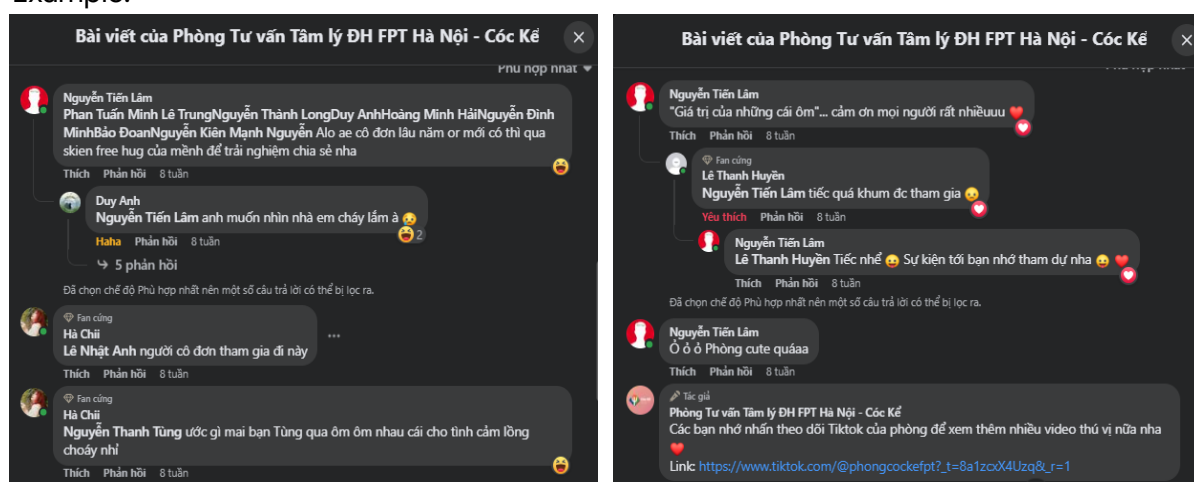 Example:
Bài viết của Phòng Tư vấn Tâm lý ĐH FPT Hà Nội - Cóc Kể
Phù hợp nhất
Nguyễn Tiến Lâm
Phan Tuấn Minh Lê TrungNguyễn Thành LongDuy AnhHoàng Minh HảiNguyễn Đình
MinhBảo ĐoanNguyễn Kiên Mạnh Nguyễn Alo ae cô đơn lâu năm or mới có thì qua
skien free hug của mềnh để trải nghiệm chia sẻ nha
Thích Phản hồi 8 tuần
Duy Anh
Nguyễn Tiến Lâm anh muốn nhìn nhà em cháy lắm à 😥
2
Haha Phản hồi 8 tuần
5 phản hồi
Đã chọn chế độ Phù hợp nhất nên một số câu trả lời có thể bị lọc ra.
Fan cứng
Hà Chii
Lê Nhật Anh người cô đơn tham gia đi này
Thích Phản hồi 8 tuần
Fan cứng
Hà Chii
Nguyễn Thanh Tùng ước gì mai bạn Tùng qua ôm ôm nhau cái cho tình cảm lồng
choáy nhỉ
Thích Phản hồi 8 tuần
Bài viết của Phòng Tư vấn Tâm lý ĐH FPT Hà Nội - Cóc Kể
Nguyễn Tiến Lâm
"Giá trị của những cái ôm"... cảm ơn mọi người rất nhiềuuu ❤️
Thích Phản hồi 8 tuần
Fan cứng
Lê Thanh Huyền
Nguyễn Tiến Lâm tiếc quá khum đc tham gia 😥
Yêu thích Phản hồi 8 tuần
Nguyễn Tiến Lâm
Lê Thanh Huyền Tiếc nhể 😜 Sự kiện tới bạn nhớ tham dự nha 😜 ❤️
Thích Phản hồi 8 tuần
Đã chọn chế độ Phù hợp nhất nên một số câu trả lời có thể bị lọc ra.
Nguyễn Tiến Lâm
Ỏ ỏ ỏ Phòng cute quáaa
Thích Phản hồi 8 tuần
Tác giả
Phòng Tư vấn Tâm lý ĐH FPT Hà Nội - Cóc Kể
Các bạn nhớ nhấn theo dõi Tiktok của phòng để xem thêm nhiều video thú vị nữa nha
❤️
Link: https://www.tiktok.com/@phongcockefpt?_t=8a1zcxX4Uzq&_r=1